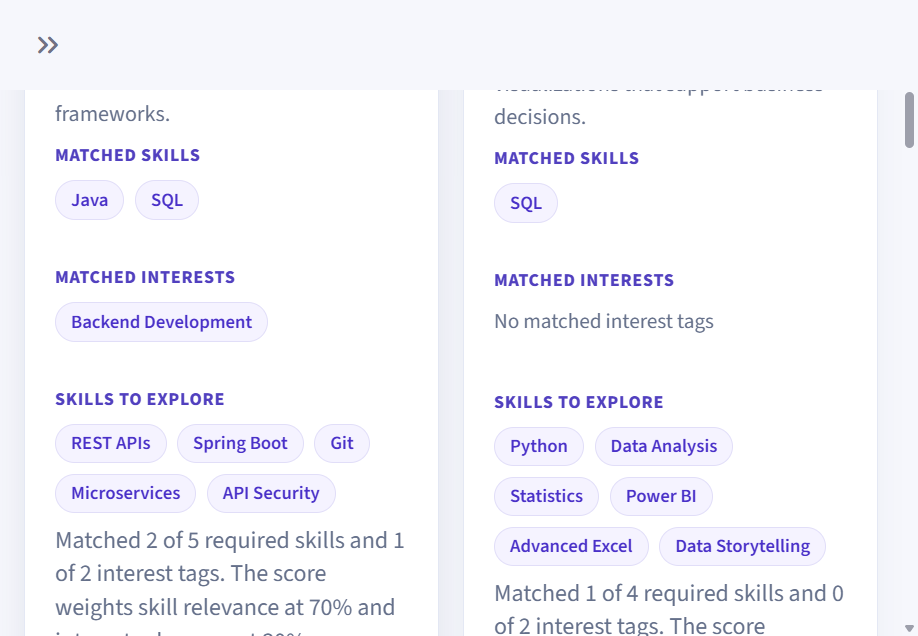 frameworks.
MATCHED SKILLS
Java
SQL
MATCHED INTERESTS
Backend Development
SKILLS TO EXPLORE
REST APIs
Spring Boot
Git
Microservices
API Security
Matched 2 of 5 required skills and 1
of 2 interest tags. The score
weights skill relevance at 70% and
visualizations that support business
decisions.
MATCHED SKILLS
SQL
MATCHED INTERESTS
No matched interest tags
SKILLS TO EXPLORE
Python
Data Analysis
Statistics
Power BI
Advanced Excel
Data Storytelling
Matched 1 of 4 required skills and 0
of 2 interest tags. The score